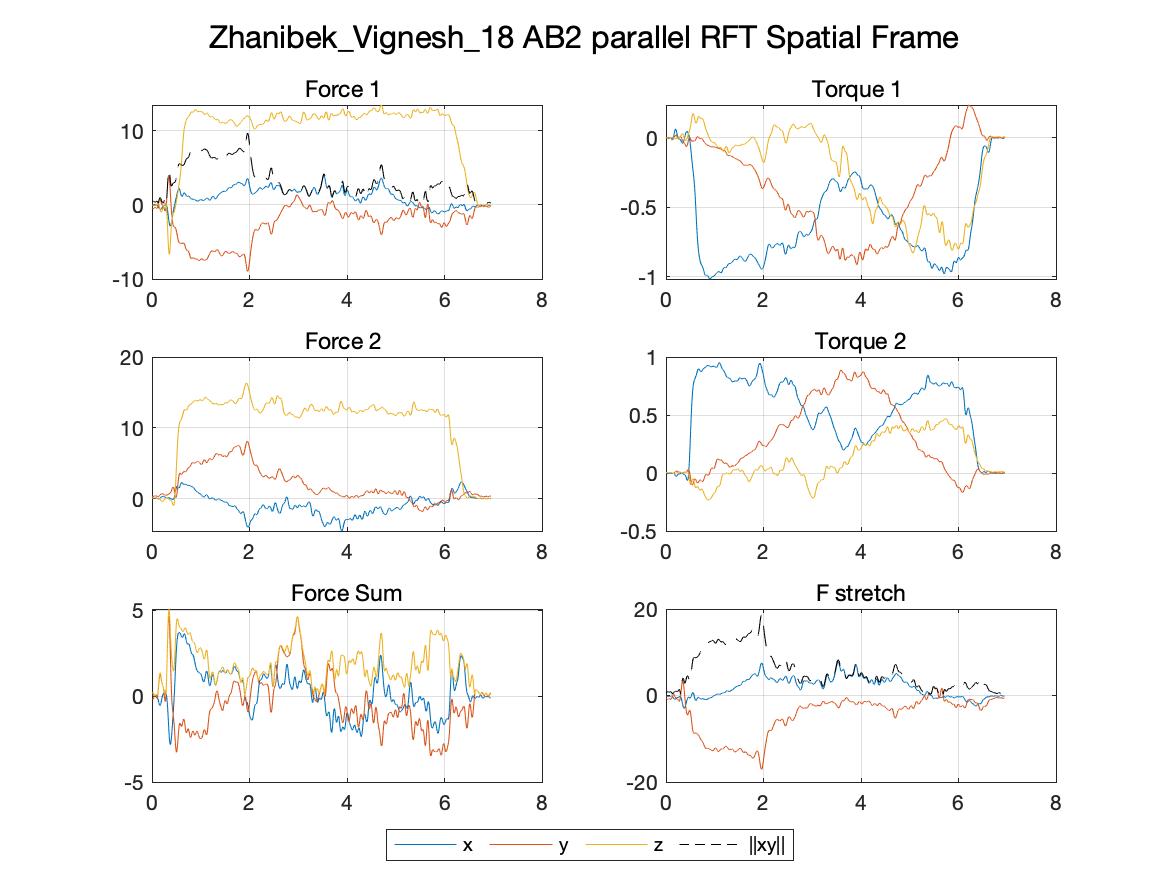 Zhanibek_Vignesh_18 AB2 parallel RFT Spatial Frame
Force 1
10
0
-10
0 2 4 6 8
Torque 1
0
-0.5
-1
0 2 4 6 8
Force 2
20
10
0
0 2 4 6 8
Torque 2
1
0.5
0
-0.5
0 2 4 6 8
Force Sum
5
0
-5
0 2 4 6 8
F stretch
20
0
-20
0 2 4 6 8
x y z ||xy||